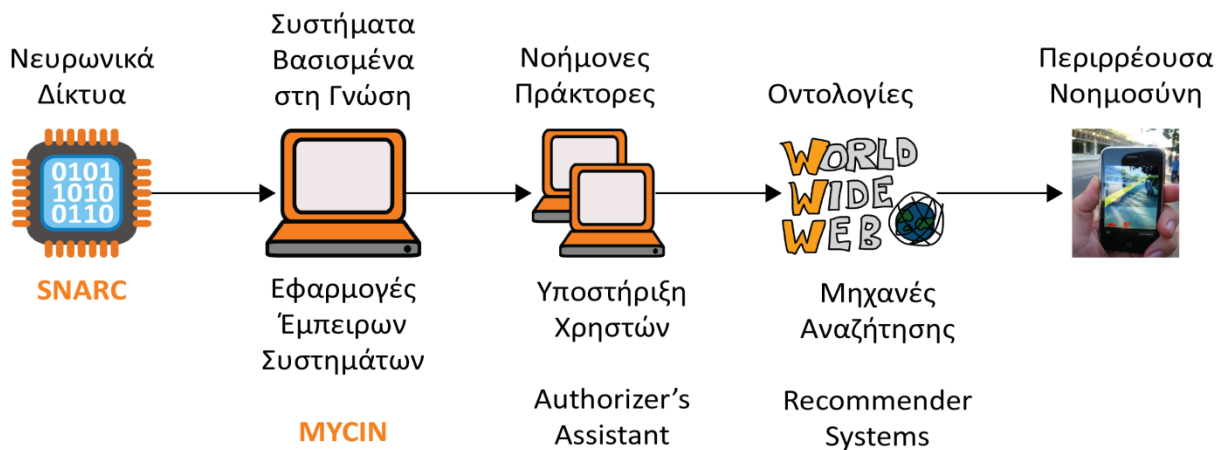 Νευρωνικά
Δίκτυα
0101
1010
0110
SNARC
Συστήματα
Βασισμένα
στη Γνώση
Εφαρμογές
Έμπειρων
Συστημάτων
MYCIN
Νοήμονες
Πράκτορες
Υποστήριξη
Χρηστών
Authorizer’s
Assistant
Οντολογίες
WORLD
WIDE
WEB
Μηχανές
Αναζήτησης
Recommender
Systems
Περιρρέουσα
Νοημοσύνη